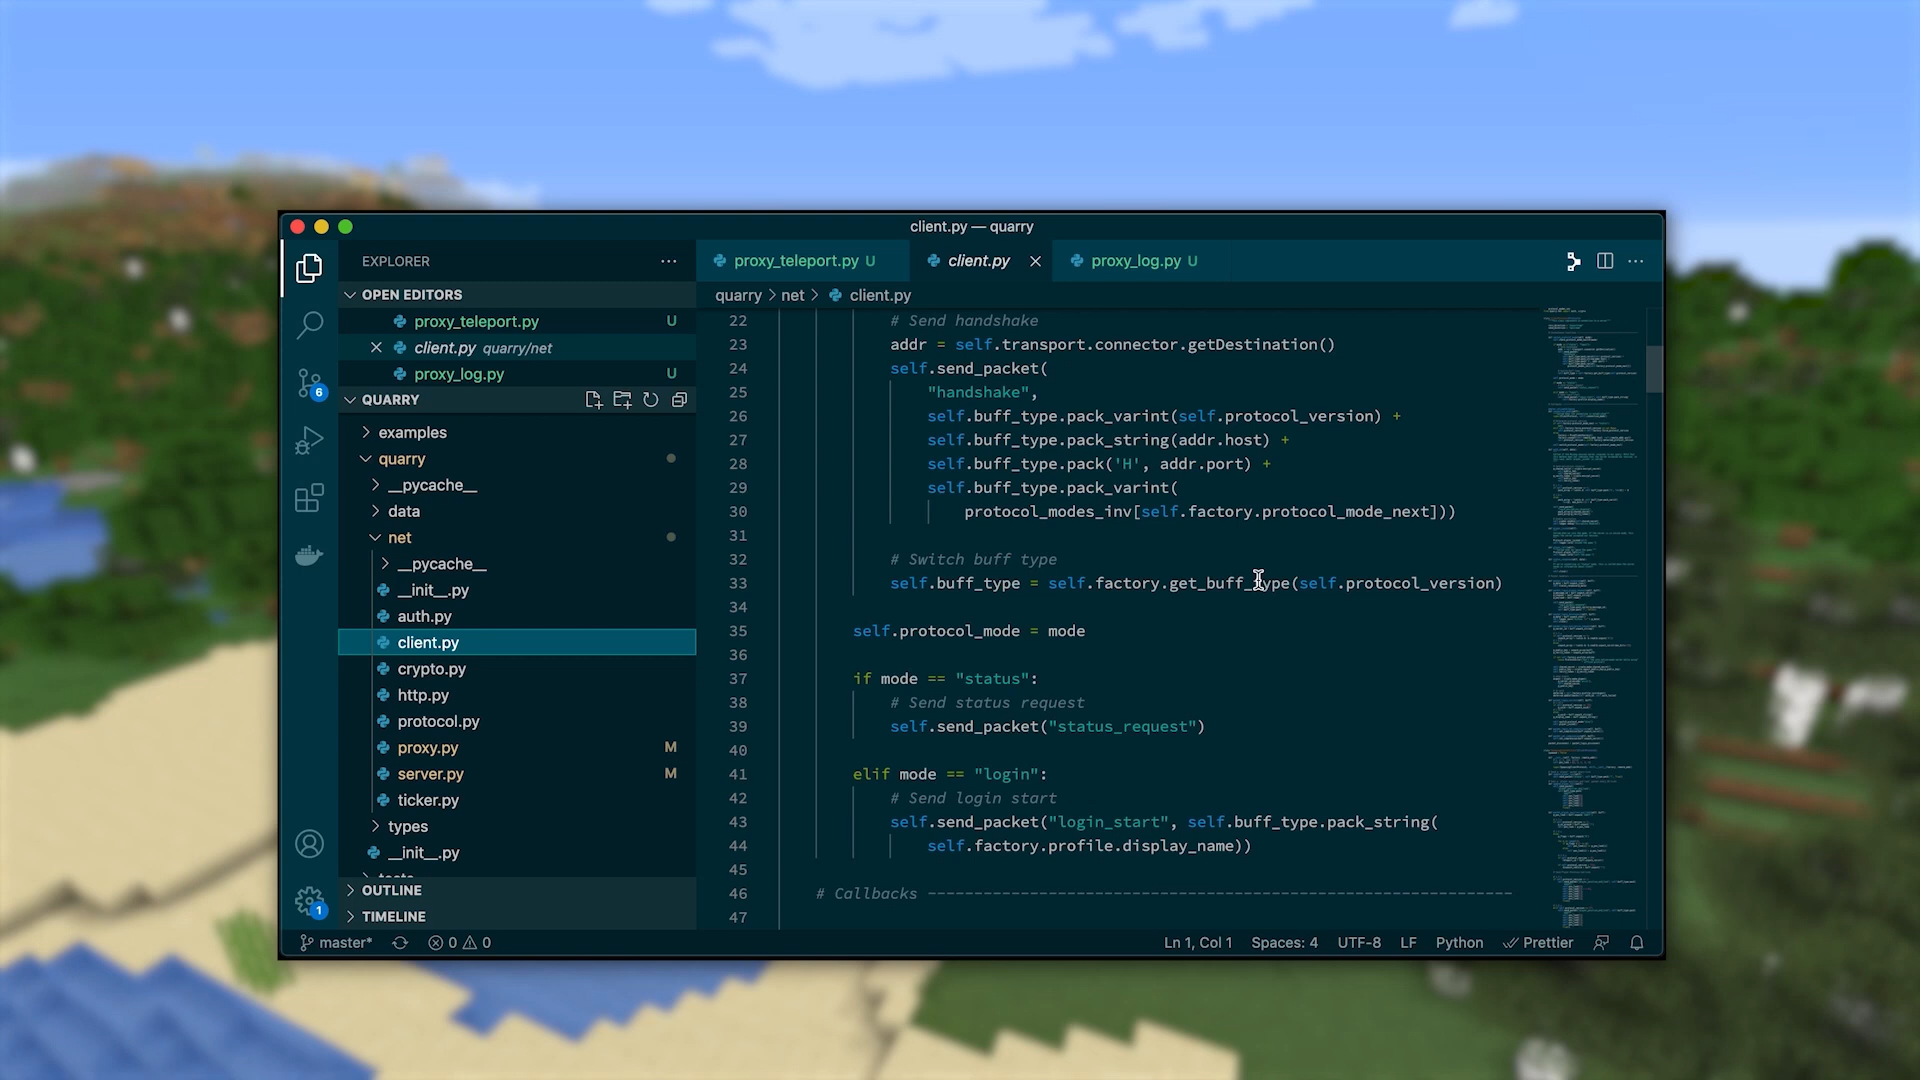 client.py — quarry
EXPLORER
OPEN EDITORS
proxy_teleport.py U
client.py quarry/net
proxy_log.py U
QUARRY
examples
quarry
__pycache__
data
net
__pycache__
__init__.py
auth.py
client.py
crypto.py
http.py
protocol.py
proxy.py M
server.py M
ticker.py
types
__init__.py
OUTLINE
TIMELINE
6
1
proxy_teleport.py U
client.py
proxy_log.py U
quarry > net > client.py
22 # Send handshake
23 addr = self.transport.connector.getDestination()
24 self.send_packet(
25 "handshake",
26 self.buff_type.pack_varint(self.protocol_version) +
27 self.buff_type.pack_string(addr.host) +
28 self.buff_type.pack('H', addr.port) +
29 self.buff_type.pack_varint(
30 protocol_modes_inv[self.factory.protocol_mode_next]))
31
32 # Switch buff type
33 self.buff_type = self.factory.get_buff_type(self.protocol_version)
34
35 self.protocol_mode = mode
36
37 if mode == "status":
38 # Send status request
39 self.send_packet("status_request")
40
41 elif mode == "login":
42 # Send login start
43 self.send_packet("login_start", self.buff_type.pack_string(
44 self.factory.profile.display_name))
45
46 # Callbacks ---------------------------------------------------------------
47
master* 0 0
Ln 1, Col 1 Spaces: 4 UTF-8 LF Python Prettier